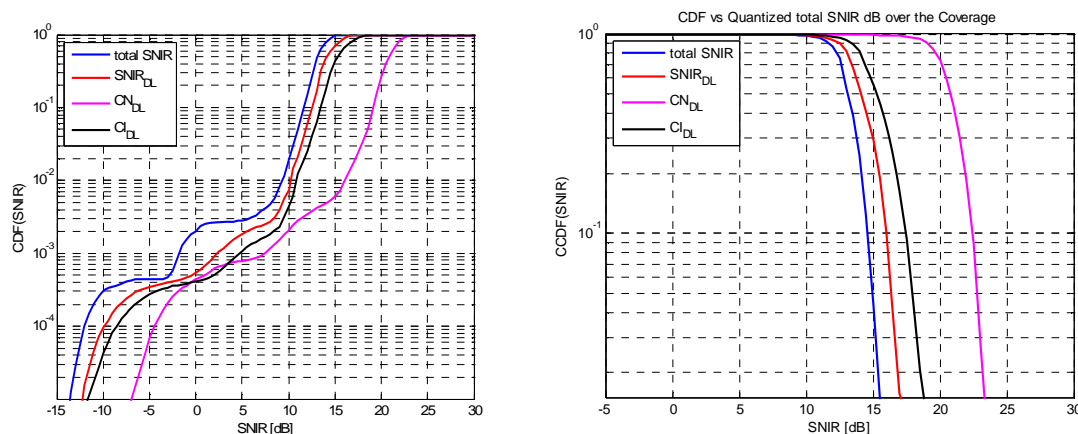 10^0
10^-1
10^-2
10^-3
10^-4
CDF(SNIR)
total SNIR
SNIR_DL
CN_DL
CI_DL
-15 -10 -5 0 5 10 15 20 25 30
SNIR [dB]
CDF vs Quantized total SNIR dB over the Coverage
10^0
10^-1
CCDF(SNIR)
total SNIR
SNIR_DL
CN_DL
CI_DL
-5 0 5 10 15 20 25 30
SNIR [dB]